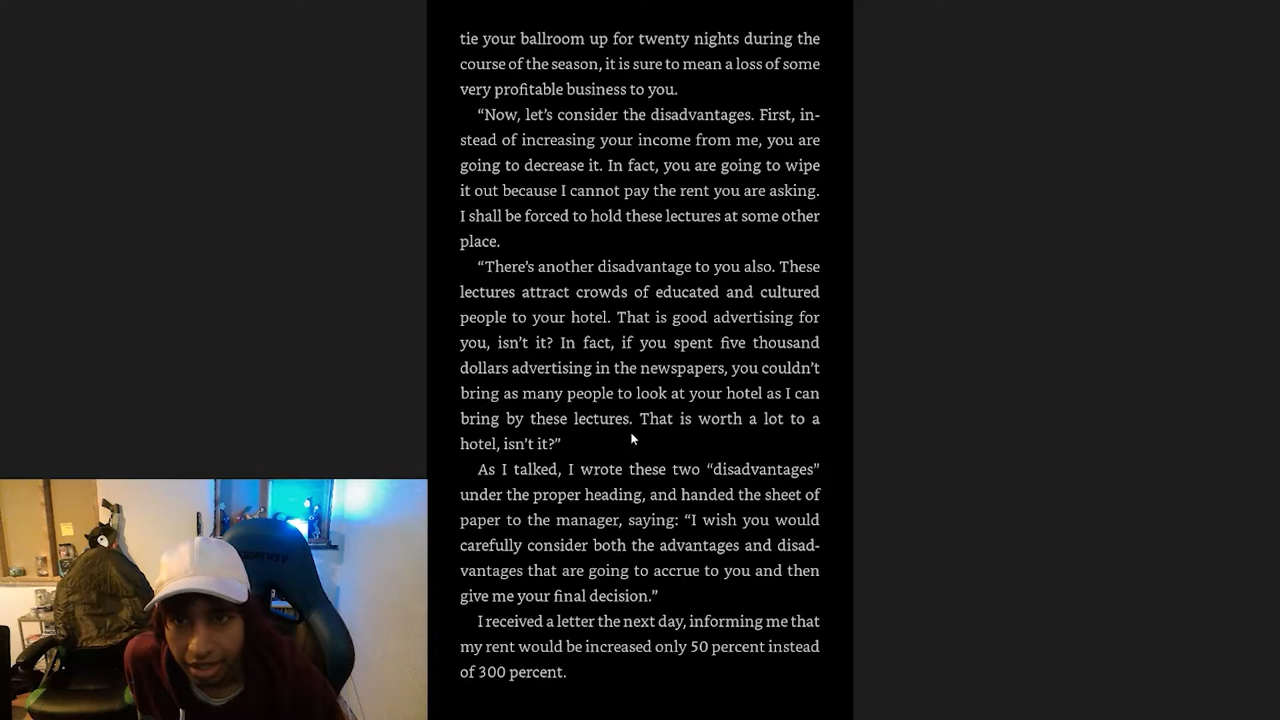 tie your ballroom up for twenty nights during the
course of the season, it is sure to mean a loss of some
very profitable business to you.
“Now, let’s consider the disadvantages. First, in-
stead of increasing your income from me, you are
going to decrease it. In fact, you are going to wipe
it out because I cannot pay the rent you are asking.
I shall be forced to hold these lectures at some other
place.
“There’s another disadvantage to you also. These
lectures attract crowds of educated and cultured
people to your hotel. That is good advertising for
you, isn’t it? In fact, if you spent five thousand
dollars advertising in the newspapers, you couldn’t
bring as many people to look at your hotel as I can
bring by these lectures. That is worth a lot to a
hotel, isn’t it?”
As I talked, I wrote these two “disadvantages”
under the proper heading, and handed the sheet of
paper to the manager, saying: “I wish you would
carefully consider both the advantages and disad-
vantages that are going to accrue to you and then
give me your final decision.”
I received a letter the next day, informing me that
my rent would be increased only 50 percent instead
of 300 percent.